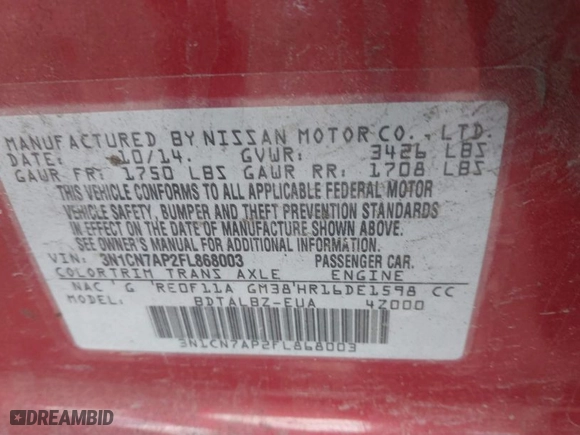 MANUFACTURED BY NISSAN MOTOR CO., LTD.
DATE: 10/14. GVWR: 3426 LBS
GAWR FR: 1750 LBS GAWR RR: 1708 LBS
THIS VEHICLE CONFORMS TO ALL APPLICABLE FEDERAL MOTOR
VEHICLE SAFETY, BUMPER AND THEFT PREVENTION STANDARDS
IN EFFECT ON THE DATE OF MANUFACTURE SHOWN ABOVE.
SEE OWNER'S MANUAL FOR ADDITIONAL INFORMATION.
VIN: 3N1CN7AP2FL868003 PASSENGER CAR.
COLOR TRIM TRANS AXLE ENGINE
NAC G RE0F11A GM38 HR16DE1598 CC
MODEL: BDTALBZ-EUA 4Z000
3N1CN7AP2FL868003
DREAMBID